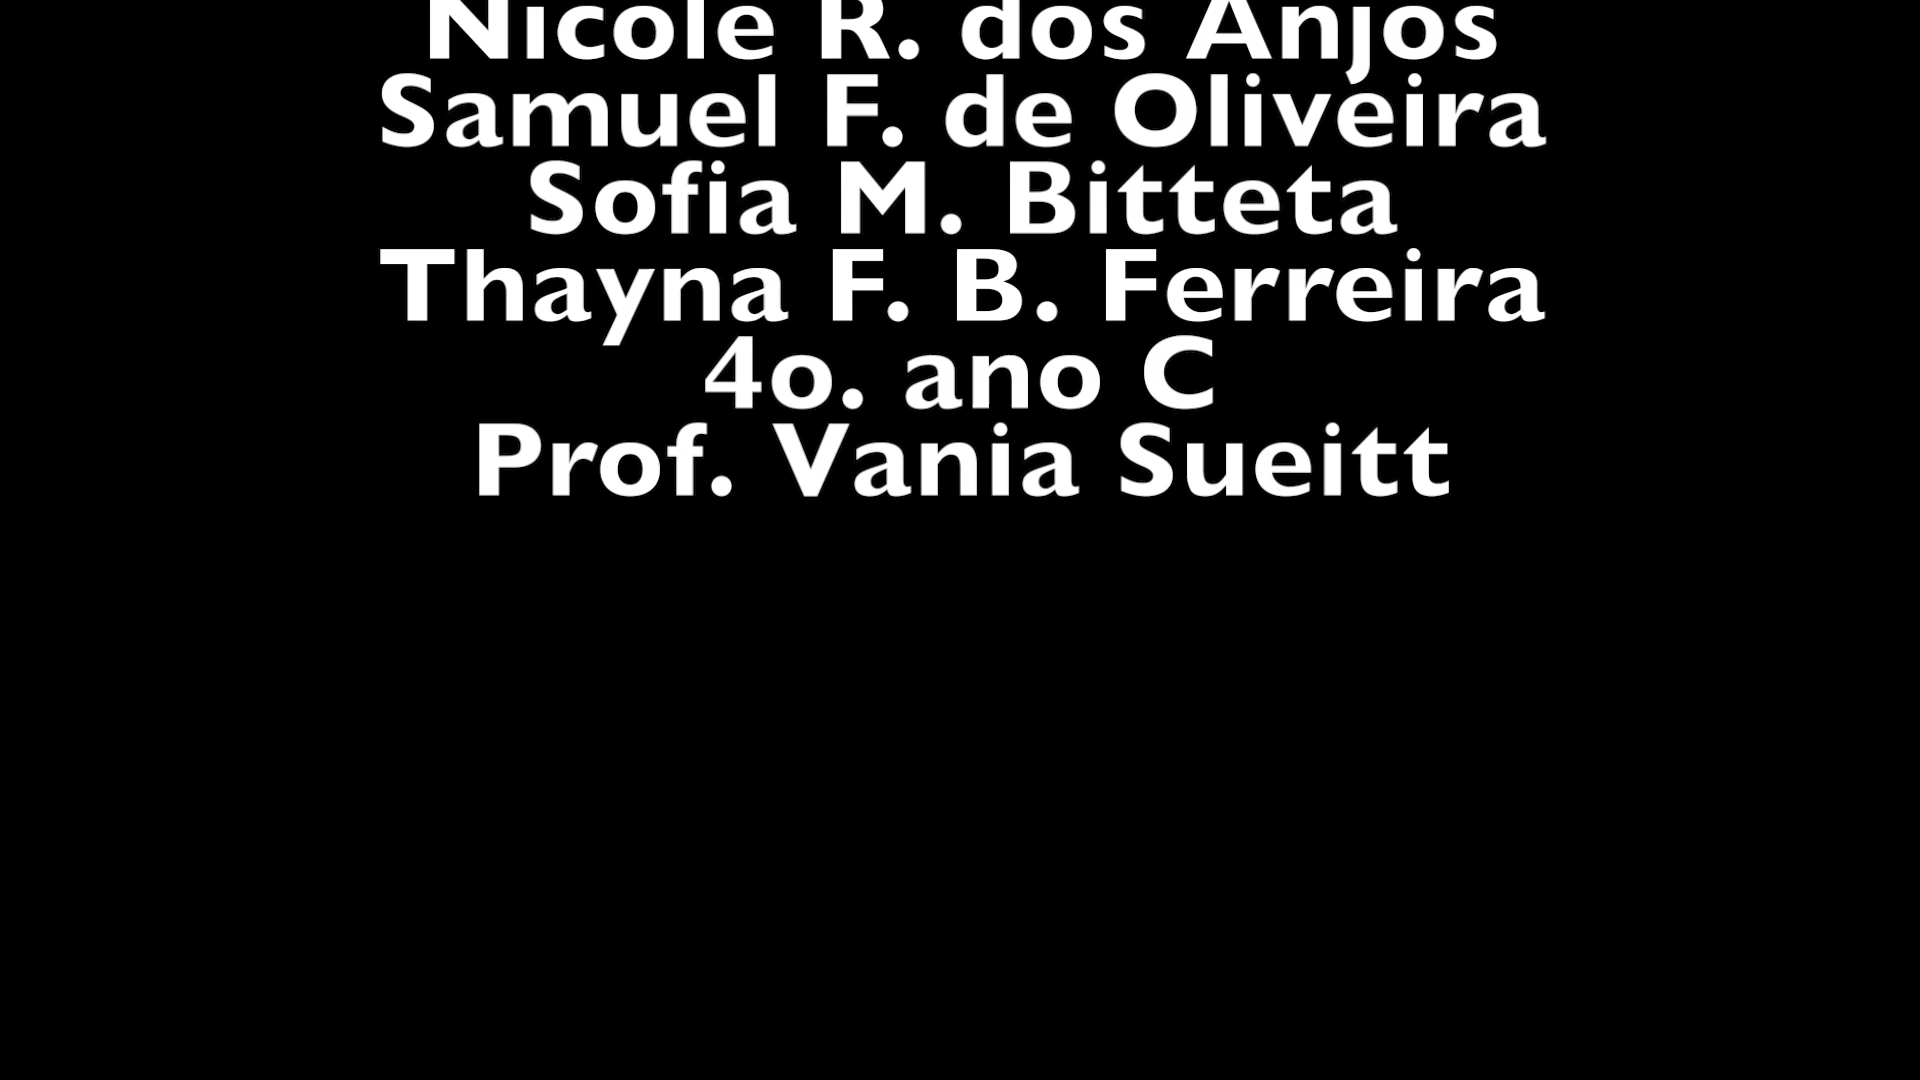 Nicole R. dos Anjos
Samuel F. de Oliveira
Sofia M. Bitteta
Thayna F. B. Ferreira
4o. ano C
Prof. Vania Sueitt